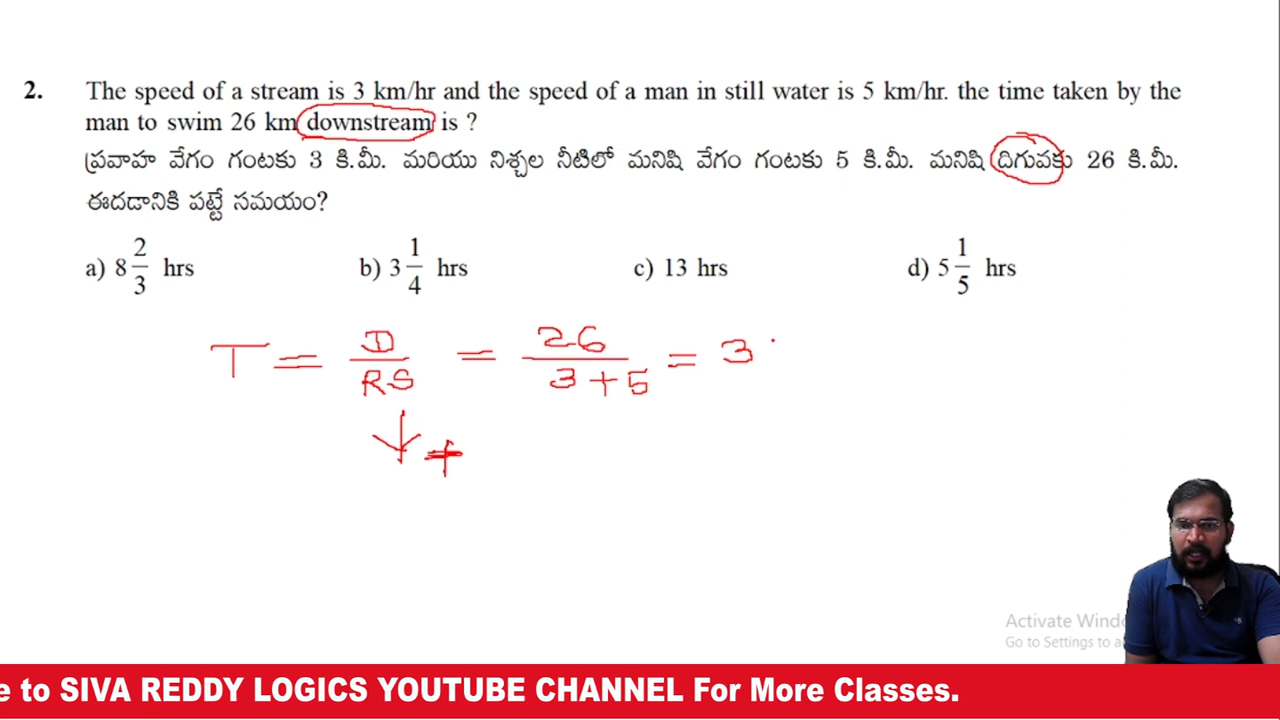 2. The speed of a stream is 3 km/hr and the speed of a man in still water is 5 km/hr. the time taken by the
man to swim 26 km downstream is ?
ప్రవాహ వేగం గంటకు 3 కి.మీ. మరియు నిశ్చల నీటిలో మనిషి వేగం గంటకు 5 కి.మీ. మనిషి దిగువకు 26 కి.మీ.
ఈదడానికి పట్టే సమయం?
a) 8 2/3 hrs b) 3 1/4 hrs c) 13 hrs d) 5 1/5 hrs
T = D/RS = 26/3+5 = 3
↓ +
Activate Wind
Go to Settings to a
e to SIVA REDDY LOGICS YOUTUBE CHANNEL For More Classes.